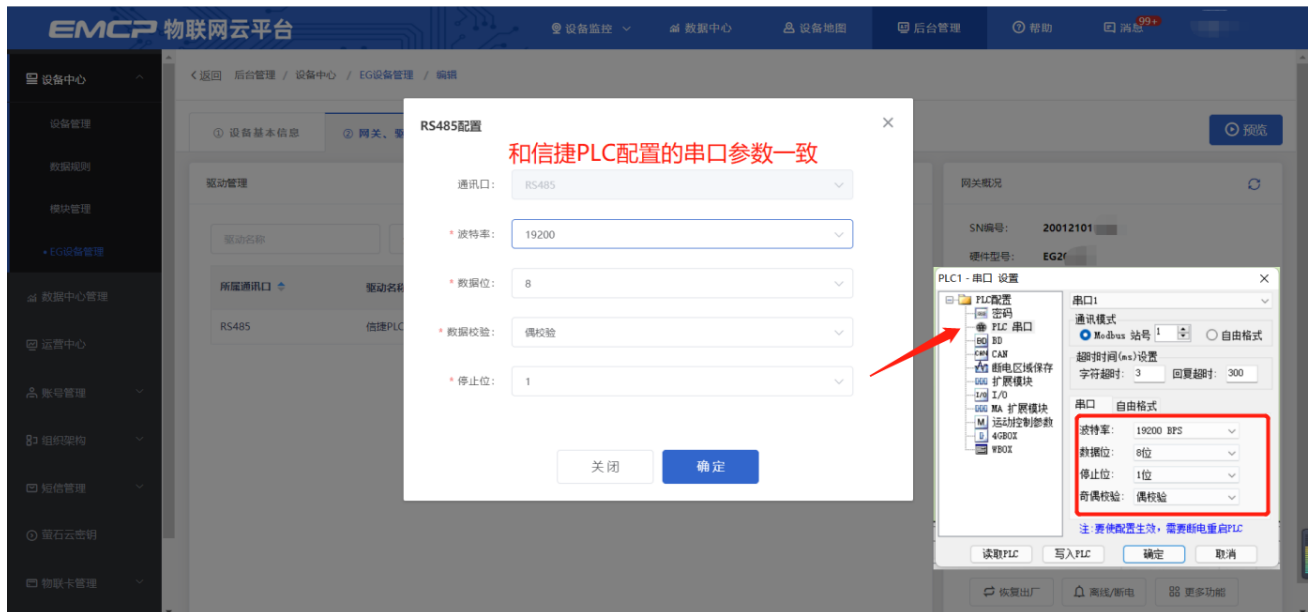 EMCP 物联网云平台
设备监控
数据中心
设备地图
后台管理
帮助
消息
99+
设备中心
设备管理
数据规则
模块管理
• EG设备管理
数据中心管理
运营中心
账号管理
组织架构
短信管理
萤石云密钥
物联卡管理
返回 后台管理 / 设备中心 / EG设备管理 / 编辑
① 设备基本信息
② 网关、驱
预览
驱动管理
驱动名称
所属通讯口
驱动名称
RS485
信捷PLC
RS485配置
和信捷PLC配置的串口参数一致
通讯口: RS485
* 波特率: 19200
* 数据位: 8
* 数据校验: 偶校验
* 停止位: 1
关闭
确定
网关概况
SN编号: 20012101
硬件型号: EG20
PLC1 - 串口 设置
PLC配置
密码
PLC 串口
BD
CAN
断电区域保存
扩展模块
I/O
MA 扩展模块
运动控制参数
4GBOX
WBOX
串口1
通讯模式
Modbus 站号 1
自由格式
超时时间(ms)设置
字符超时: 3 回复超时: 300
串口
自由格式
波特率: 19200 BPS
数据位: 8位
停止位: 1位
奇偶校验: 偶校验
注:要使配置生效，需要断电重启PLC
读取PLC
写入PLC
确定
取消
恢复出厂
离线/断电
更多功能